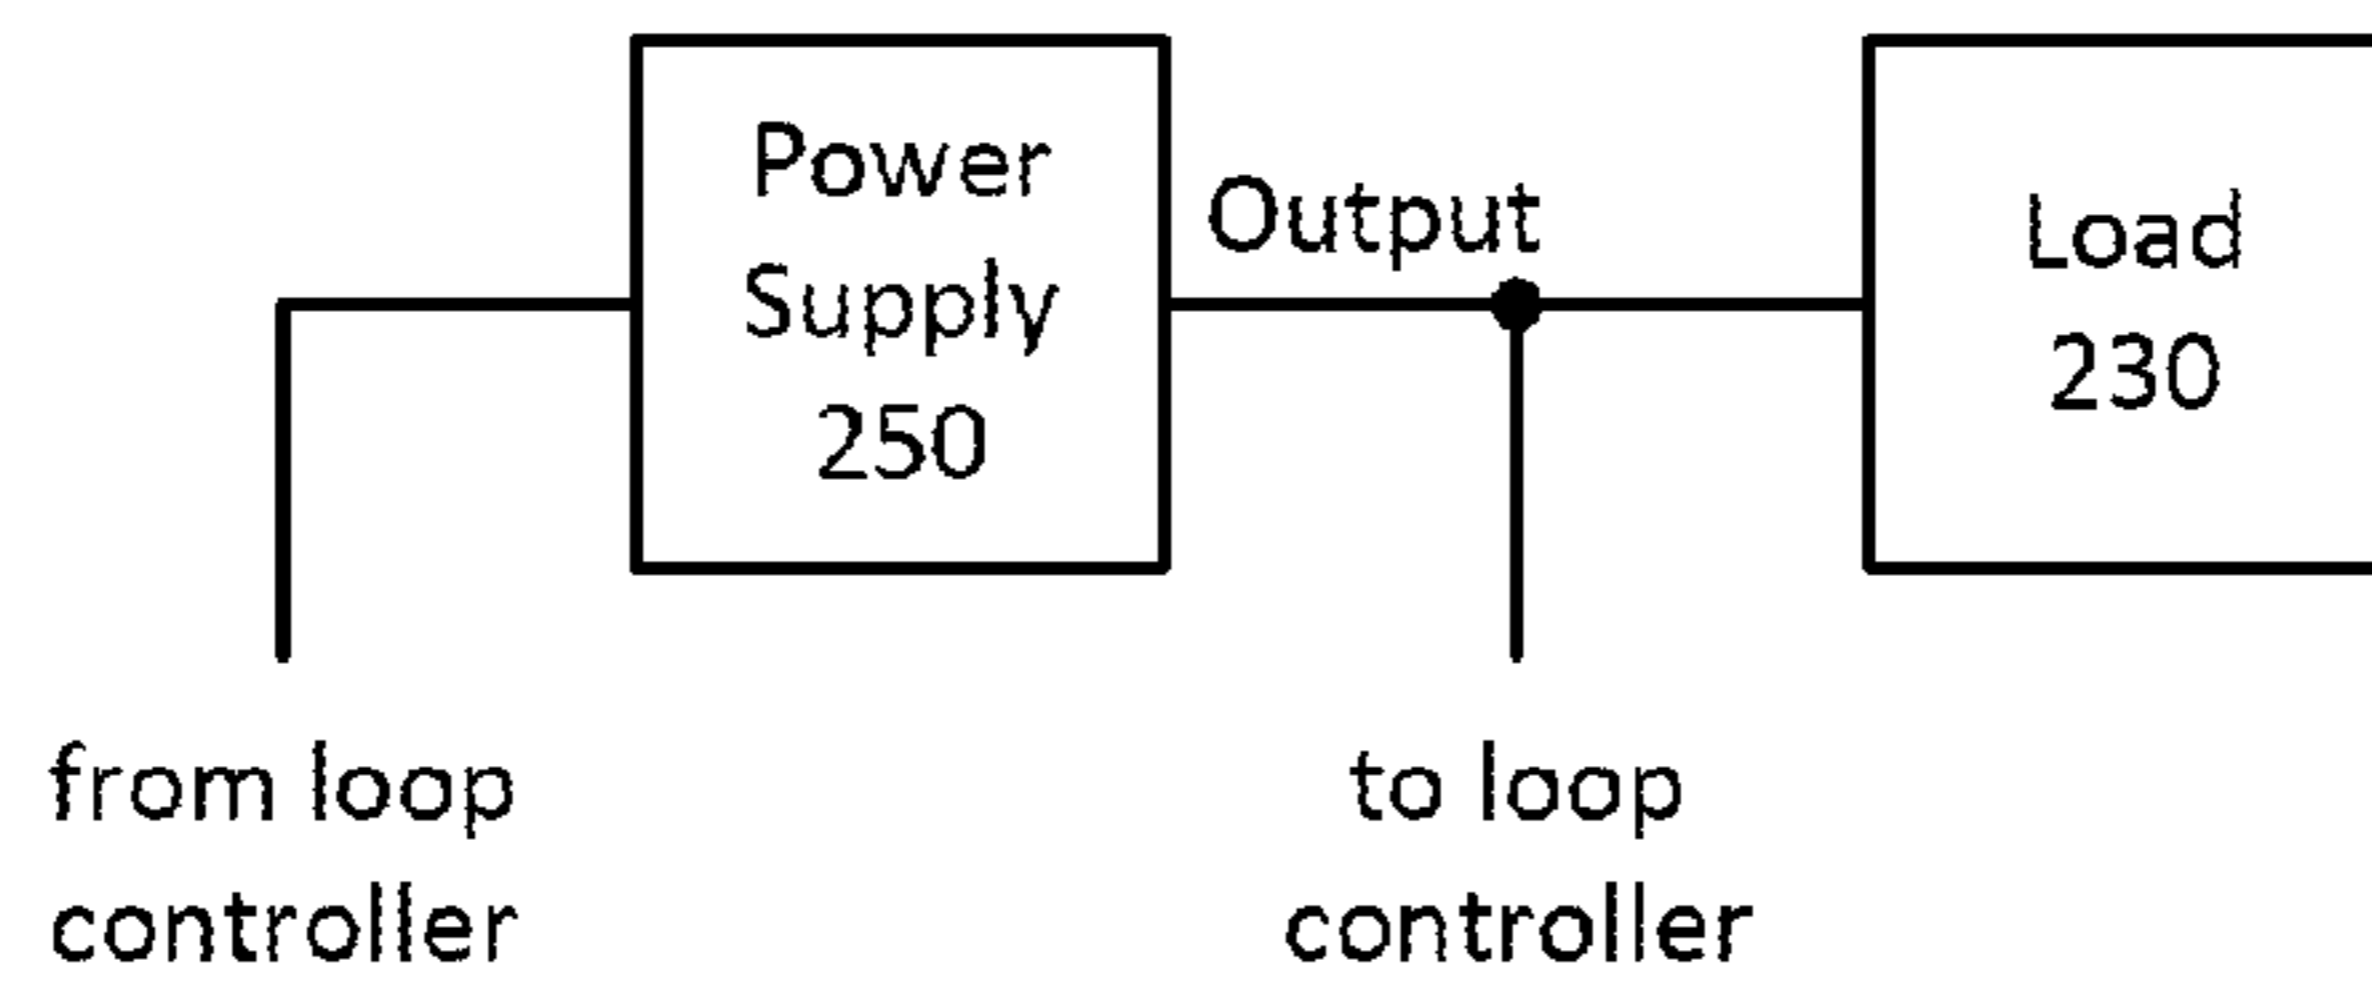 Power
Supply
250
Output
Load
230
from loop
controller
to loop
controller